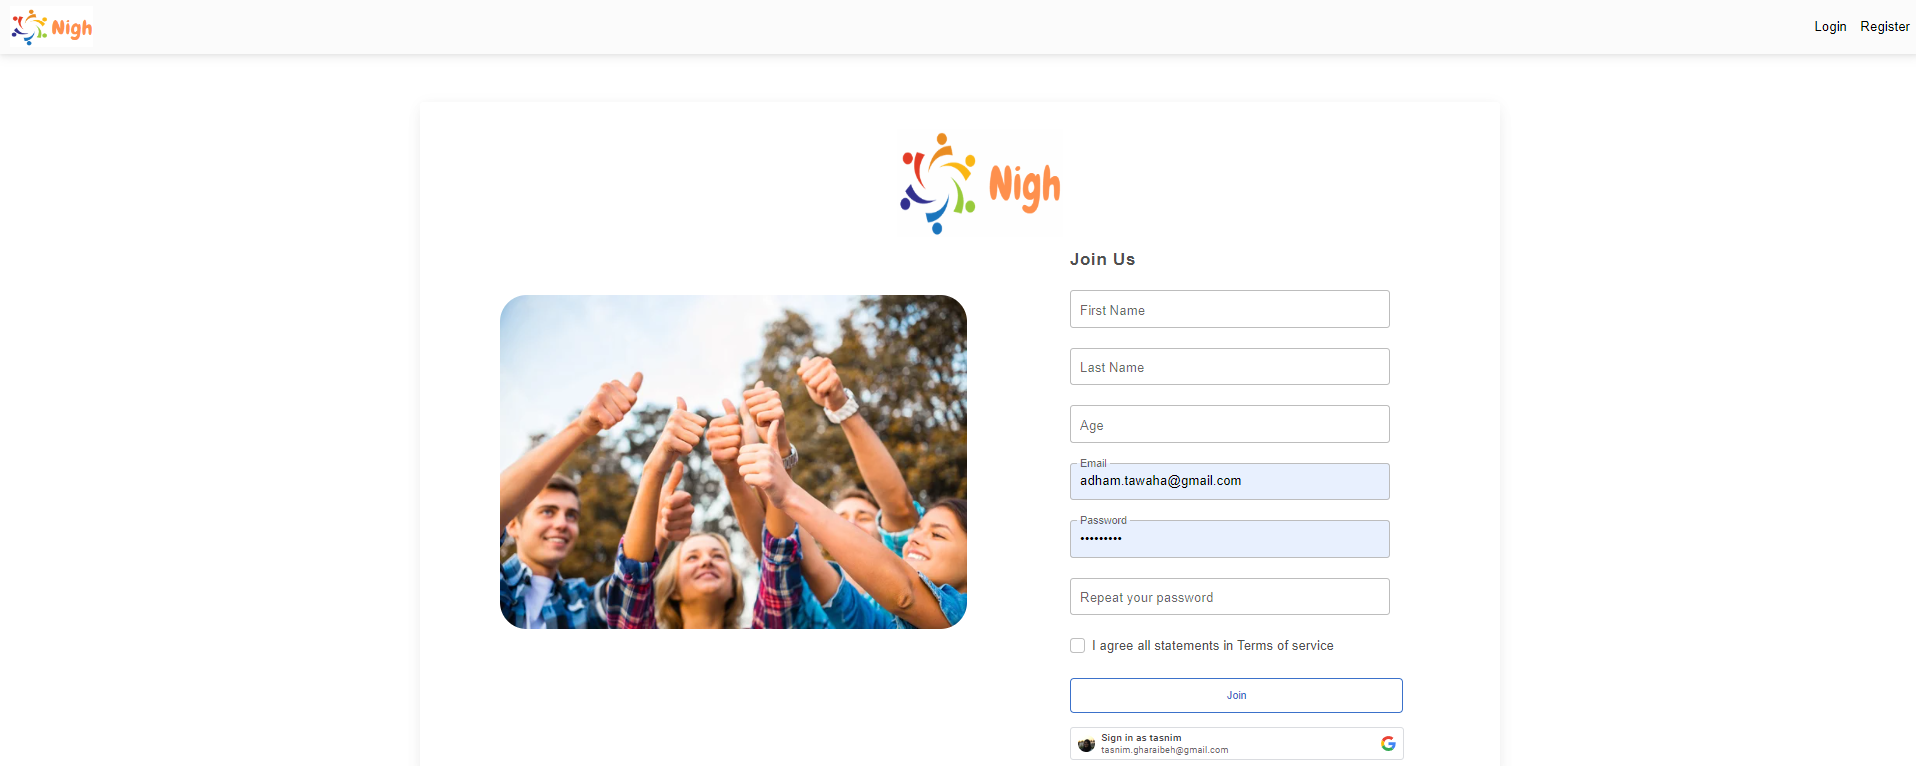 Nigh
Login
Register
Nigh
Join Us
First Name
Last Name
Age
Email
adham.tawaha@gmail.com
Password
•••••••••
Repeat your password
I agree all statements in Terms of service
Join
Sign in as tasnim
tasnim.gharaibeh@gmail.com